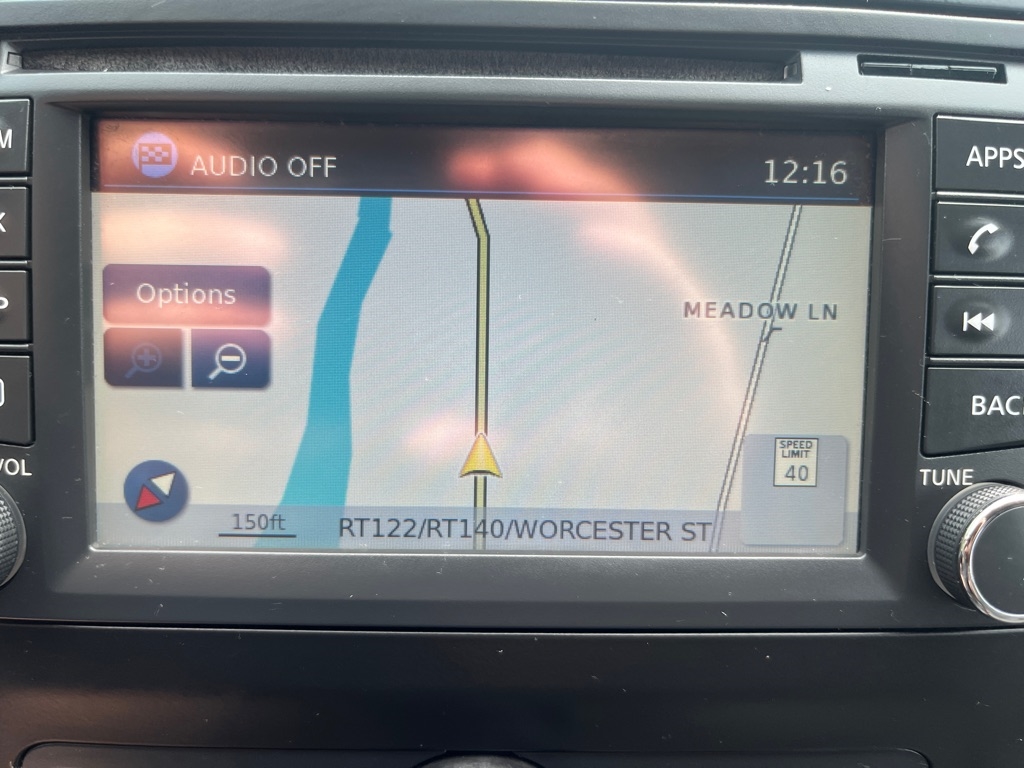 AUDIO OFF
12:16
APPS
Options
MEADOW LN
SPEED
LIMIT
40
BAC
VOL
TUNE
150ft
RT122/RT140/WORCESTER ST